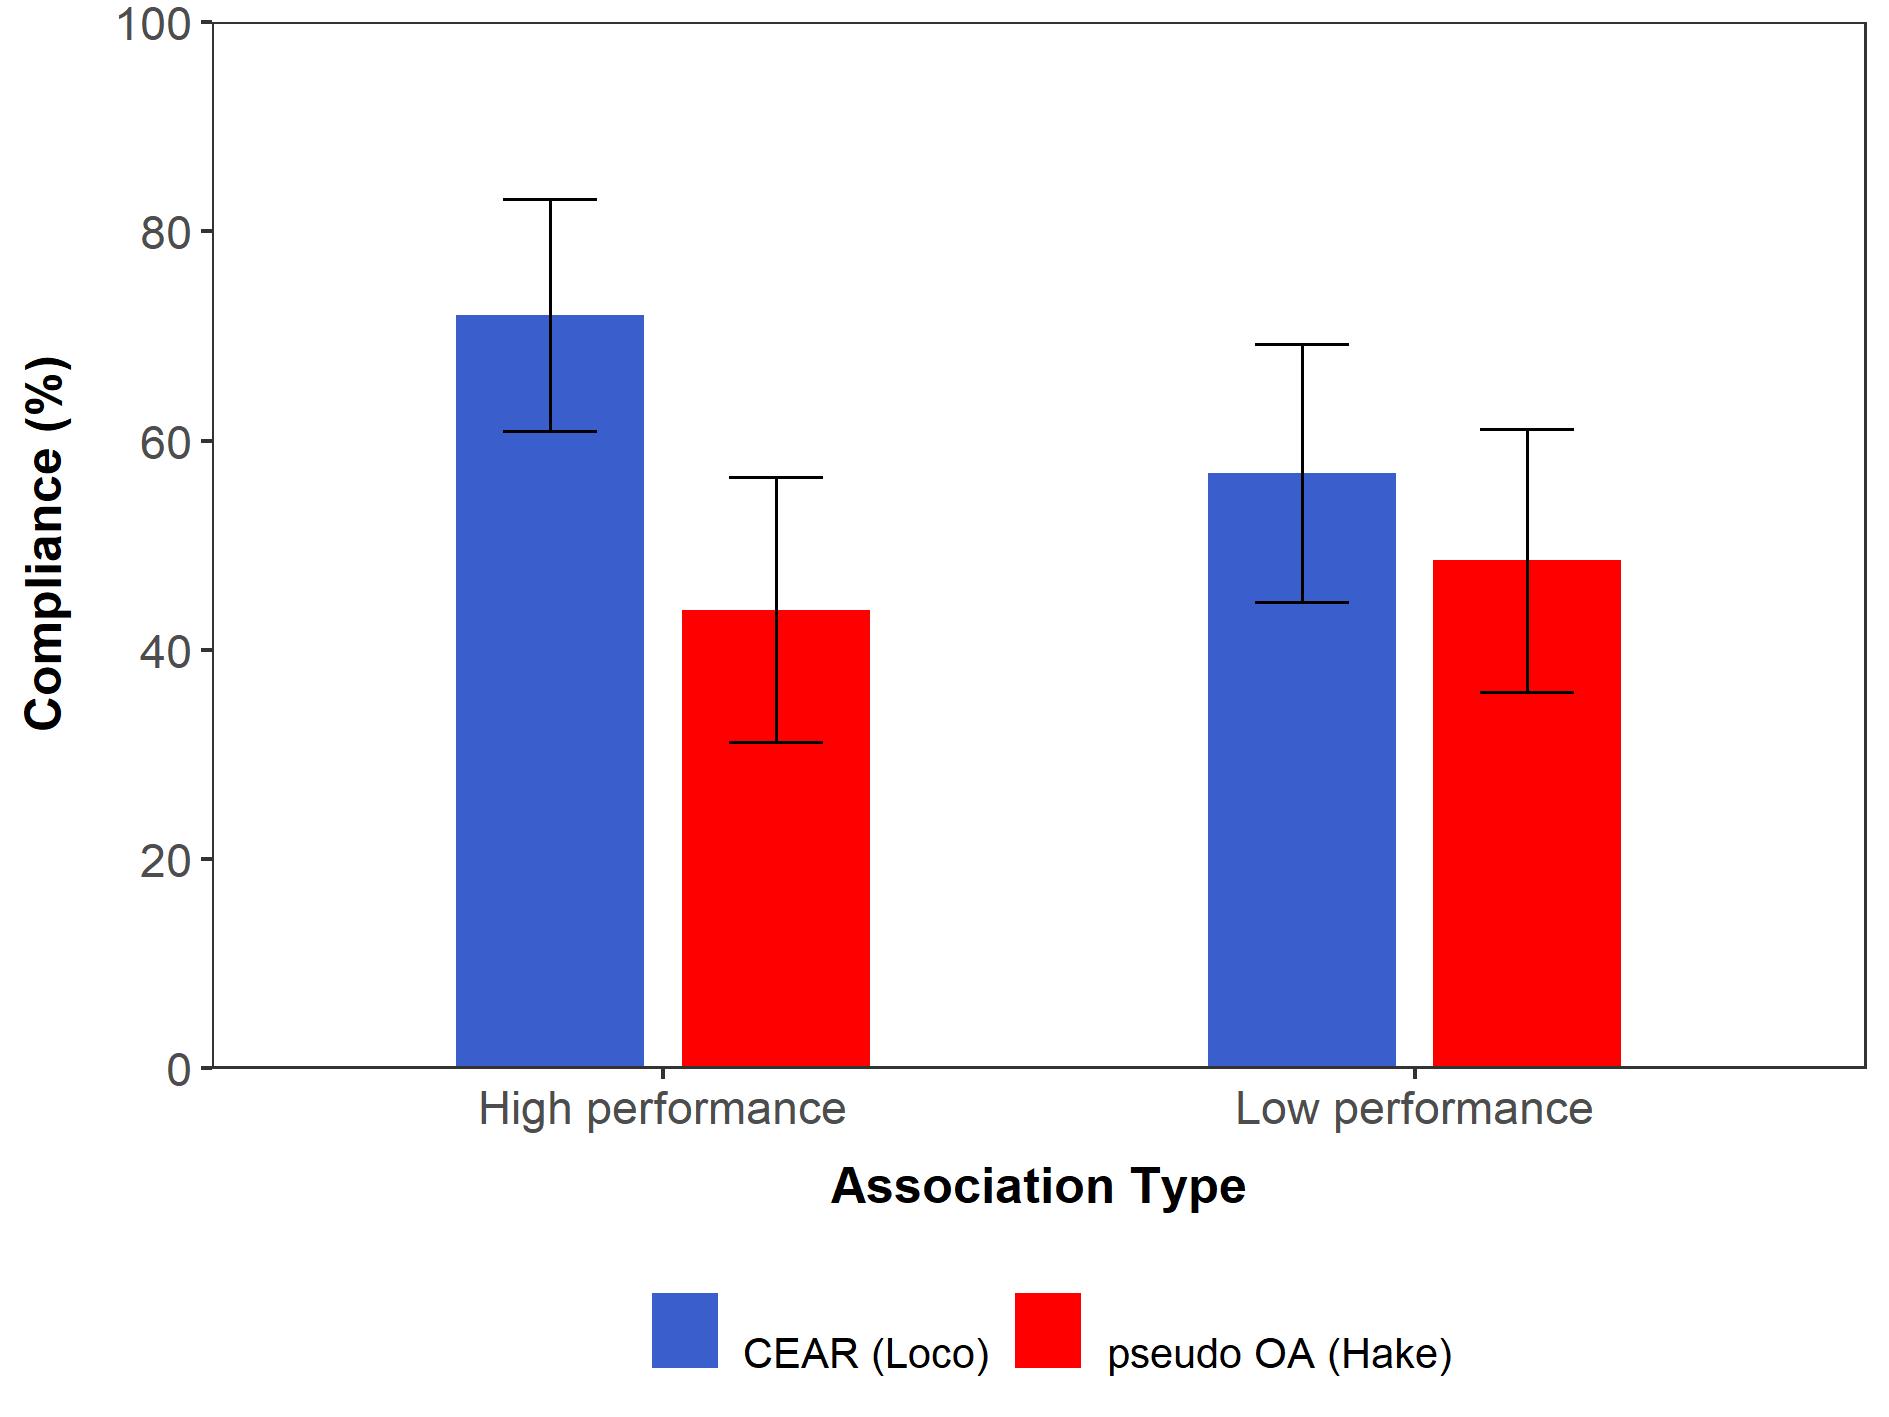 100
80
60
40
20
0
Compliance (%)
High performance
Low performance
Association Type
CEAR (Loco)
pseudo OA (Hake)